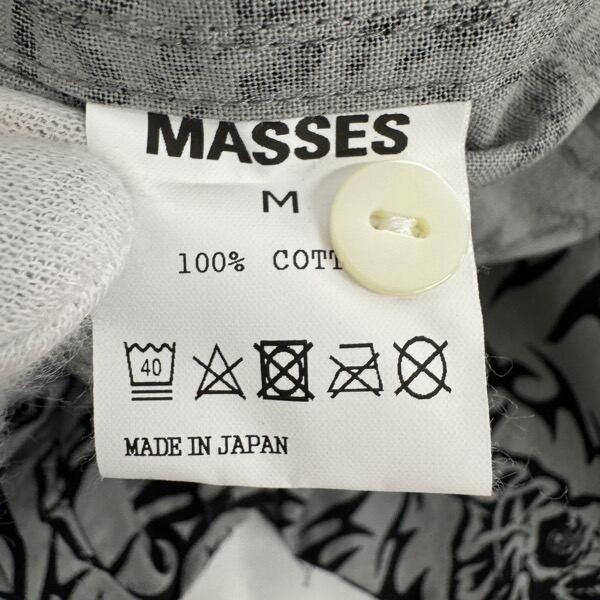 MASSES
M
100% COTT
40
MADE IN JAPAN